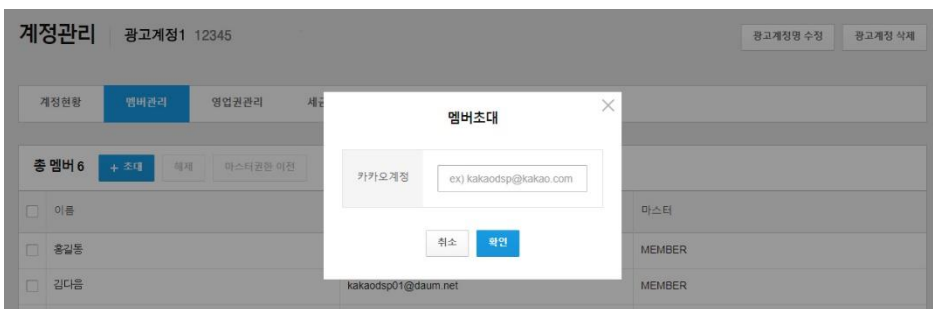 계정관리 광고계정1 12345 광고계정명 수정 광고계정 삭제
계정현황 멤버관리 영업권관리 세금
멤버초대
총 멤버 6 + 초대 해제 마스터권한 이전
카카오계정 ex) kakaodsp@kakao.com
이름 마스터
취소 확인
홍길동 MEMBER
김다음 kakaodsp01@daum.net MEMBER